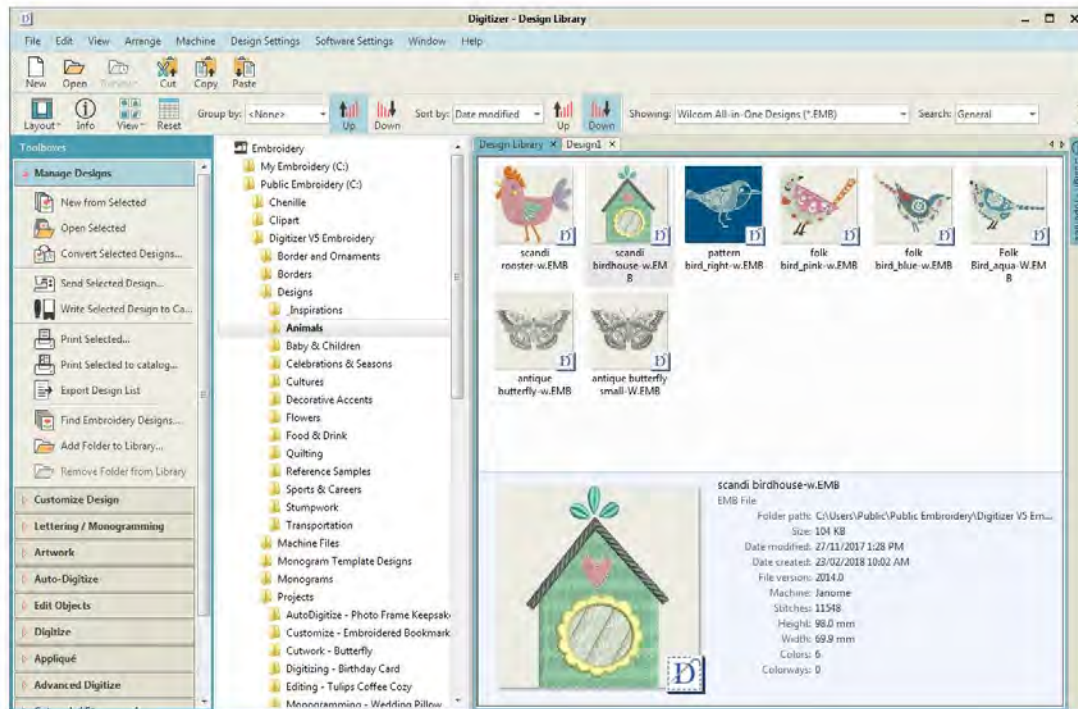 Digitizer - Design Library
File Edit View Arrange Machine Design Settings Software Settings Window Help
New Open Cut Copy Paste
Layout Info View Reset Group by: <None> Up Down Sort by: Date modified Up Down Showing: Wilcom All-in-One Designs (*.EMB) Search: General
Toolboxes
Manage Designs
New from Selected
Open Selected
Convert Selected Designs...
Send Selected Design...
Write Selected Design to Ca...
Print Selected...
Print Selected to catalog...
Export Design List
Find Embroidery Designs...
Add Folder to Library...
Remove Folder from Library
Customize Design
Lettering / Monogramming
Artwork
Auto-Digitize
Edit Objects
Digitize
Appliqué
Advanced Digitize
Embroidery
My Embroidery (C:)
Public Embroidery (C:)
Chenille
Clipart
Digitizer V5 Embroidery
Border and Ornaments
Borders
Designs
_Inspirations
Animals
Baby & Children
Celebrations & Seasons
Cultures
Decorative Accents
Flowers
Food & Drink
Quilting
Reference Samples
Sports & Careers
Stumpwork
Transportation
Machine Files
Monogram Template Designs
Monograms
Projects
AutoDigitize - Photo Frame Keepsak
Customize - Embroidered Bookmark
Cutwork - Butterfly
Digitizing - Birthday Card
Editing - Tulips Coffee Cozy
Monogramming - Wedding Pillow
Design Library Design1
scandi
rooster-w.EMB
scandi
birdhouse-w.EM
B
pattern
bird_right-w.EMB
folk
bird_pink-w.EMB
folk
bird_blue-w.EMB
Folk
Bird_aqua-W.EM
B
antique
butterfly-w.EMB
antique butterfly
small-W.EMB
scandi birdhouse-w.EMB
EMB File
Folder path: C:\Users\Public\Public Embroidery\Digitizer V5 Em...
Size: 104 KB
Date modified: 27/11/2017 1:28 PM
Date created: 23/02/2018 10:02 AM
File version: 2014.0
Machine: Janome
Stitches: 11548
Height: 98.0 mm
Width: 69.9 mm
Colors: 6
Colorways: 0